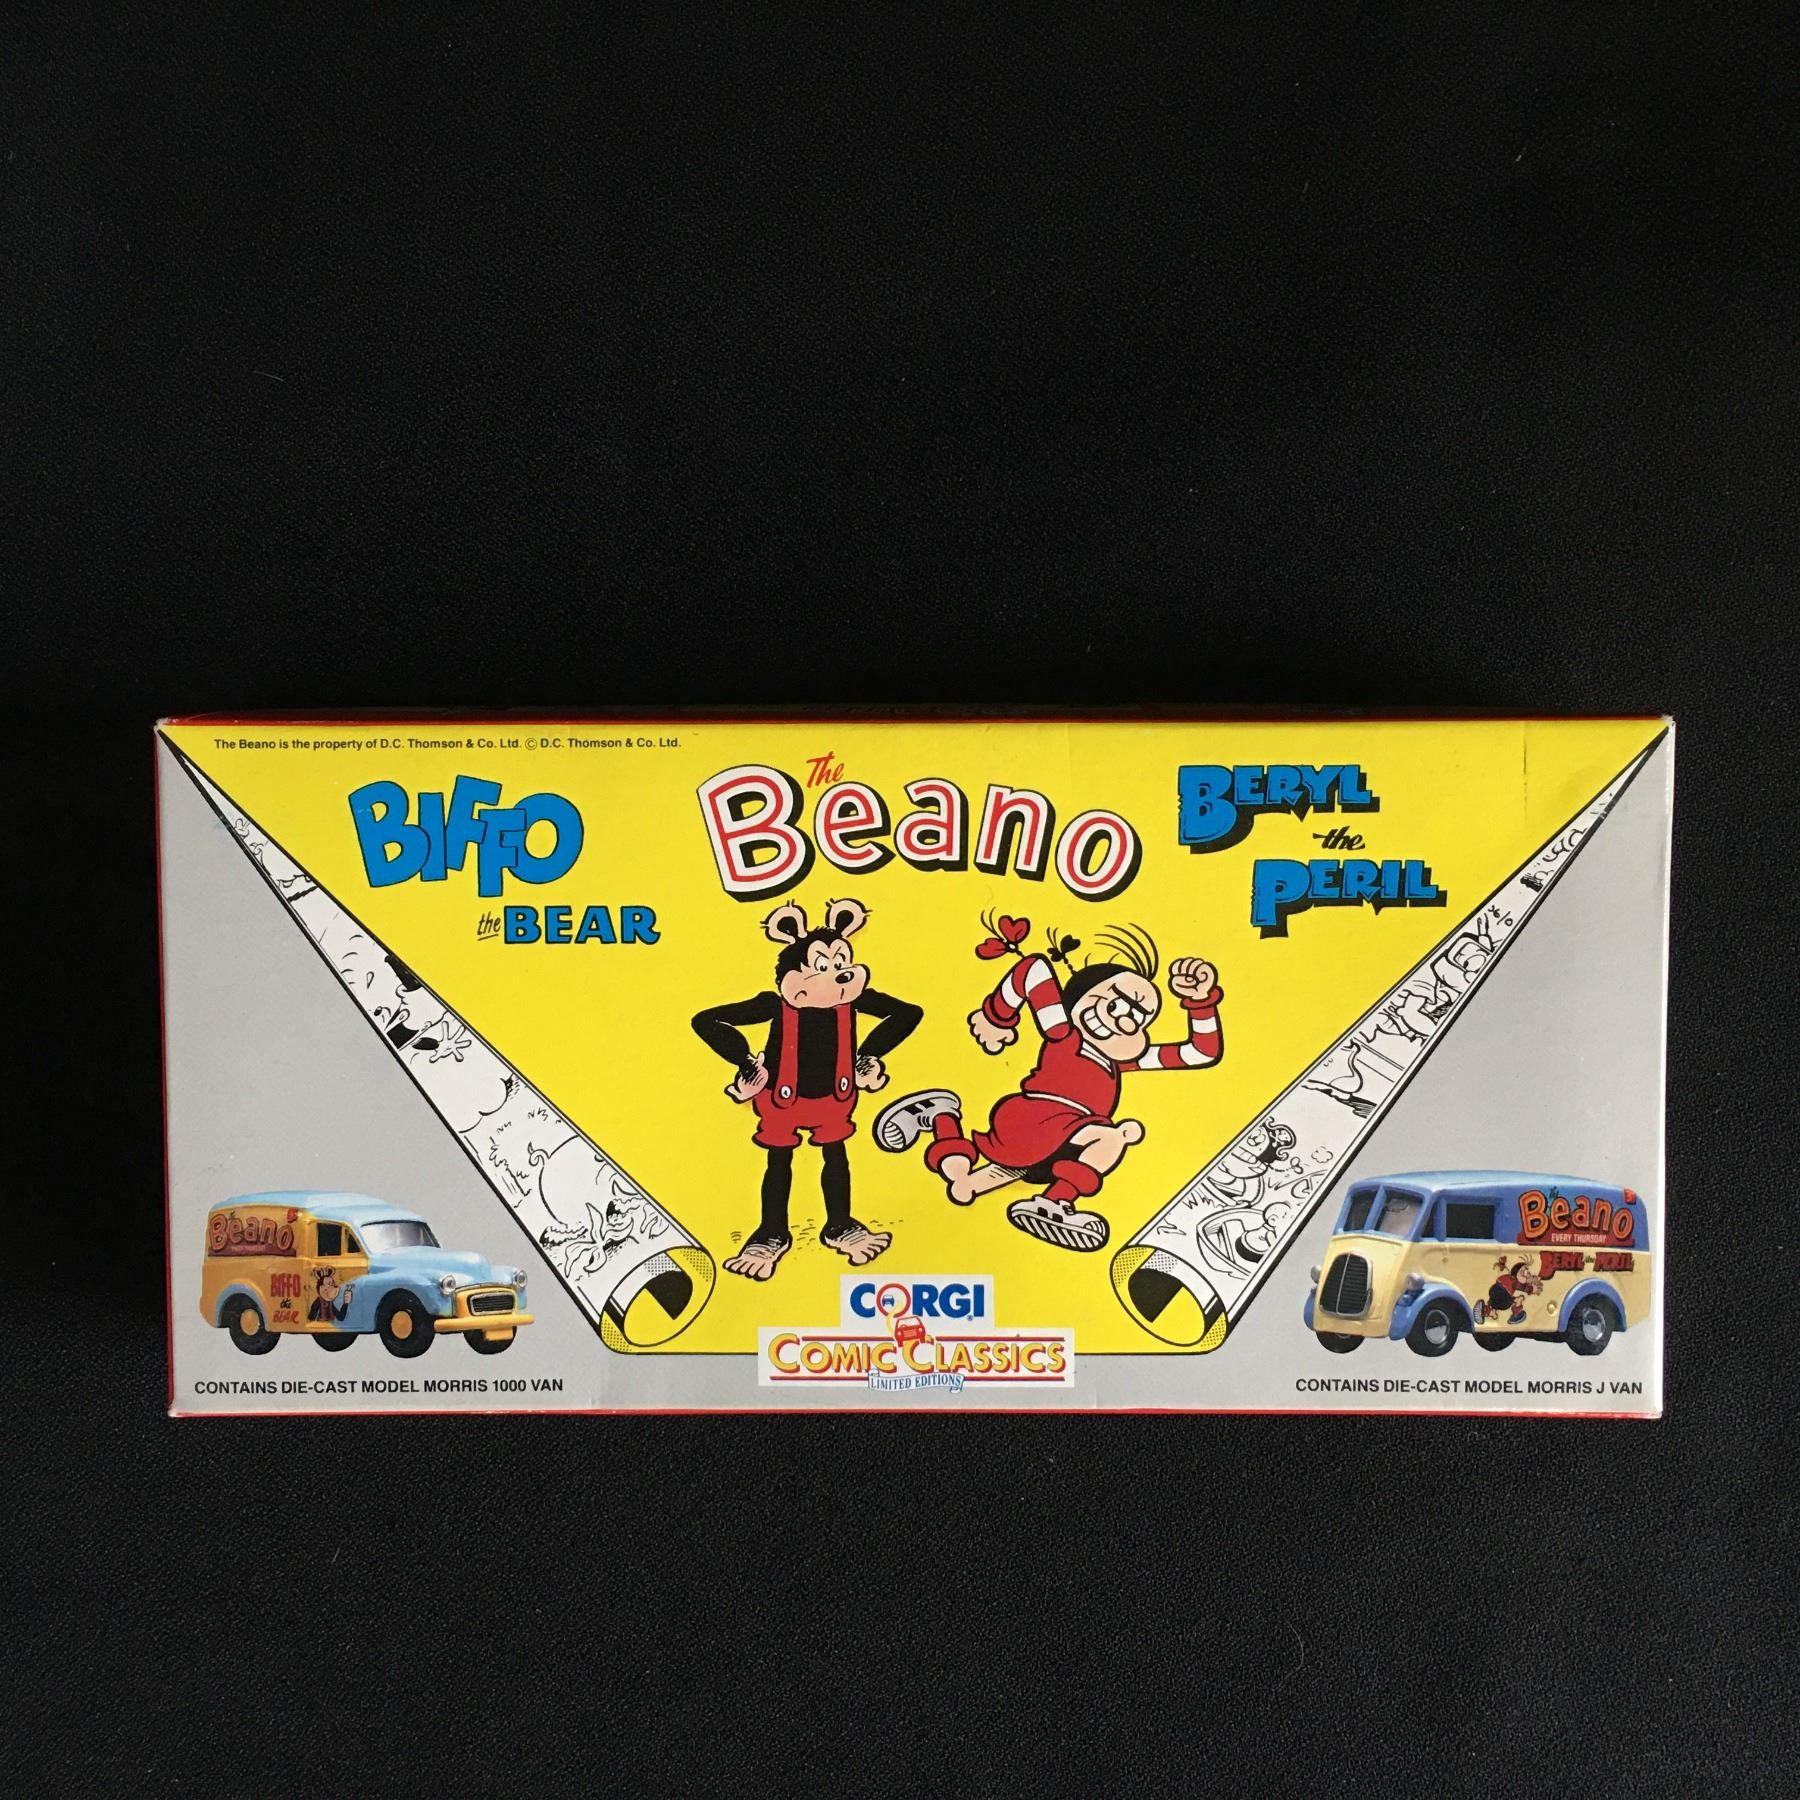 The Beano is the property of D.C. Thomson & Co. Ltd. © D.C. Thomson & Co. Ltd.
BIFFO
the BEAR
The
Beano
BERYL
the
PERIL
Beano
BIFFO
the
BEAR
CONTAINS DIE-CAST MODEL MORRIS 1000 VAN
CORGI
COMIC CLASSICS
LIMITED EDITIONS
Beano
EVERY THURSDAY
BERYL the PERIL
CONTAINS DIE-CAST MODEL MORRIS J VAN